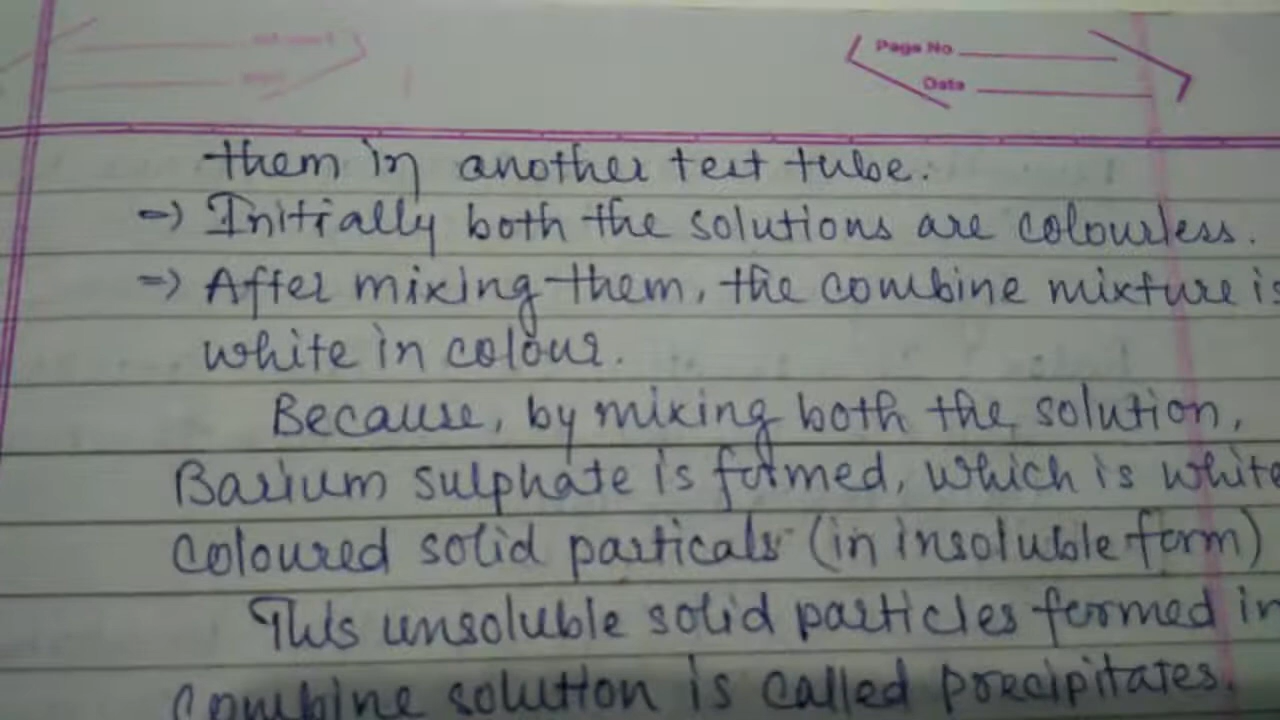 Page No
Date
them in another test tube.
=) Initially both the solutions are colourless.
=) After mixing them, the combine mixture is
white in colour.
Because, by mixing both the solution,
Barium sulphate is formed, which is white
coloured solid particals (in insoluble form)
This unsoluble solid particles formed in
combine solution is called precipitates.